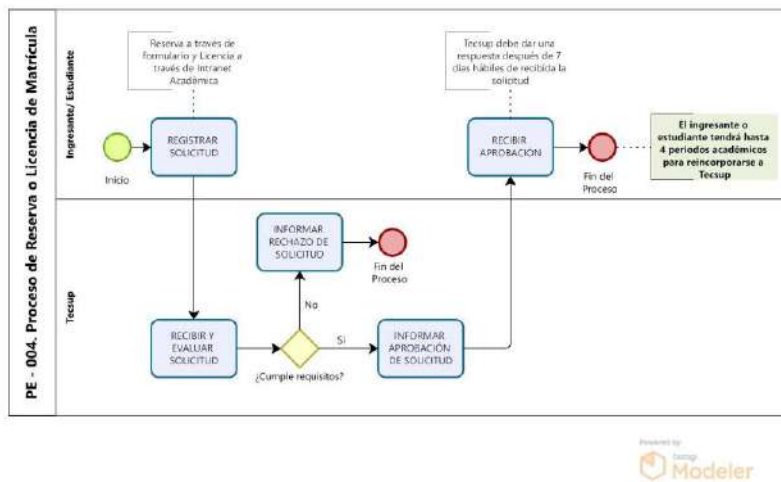 PE - 004. Proceso de Reserva o Licencia de Matrícula
Ingresante/ Estudiante
Reserva a través de
formulario y Licencia a
través de Intranet
Académica
Inicio
REGISTRAR
SOLICITUD
Tecsup debe dar una
respuesta después de 7
días hábiles de recibida la
solicitud
RECIBIR
APROBACIÓN
Fin del
Proceso
El ingresante o
estudiante tendrá hasta
4 periodos académicos
para reincorporarse a
Tecsup
Tecsup
INFORMAR
RECHAZO DE
SOLICITUD
Fin del
Proceso
No
RECIBIR Y
EVALUAR
SOLICITUD
¿Cumple requisitos?
Si
INFORMAR
APROBACIÓN
DE SOLICITUD
Powered by
bizagi
Modeler